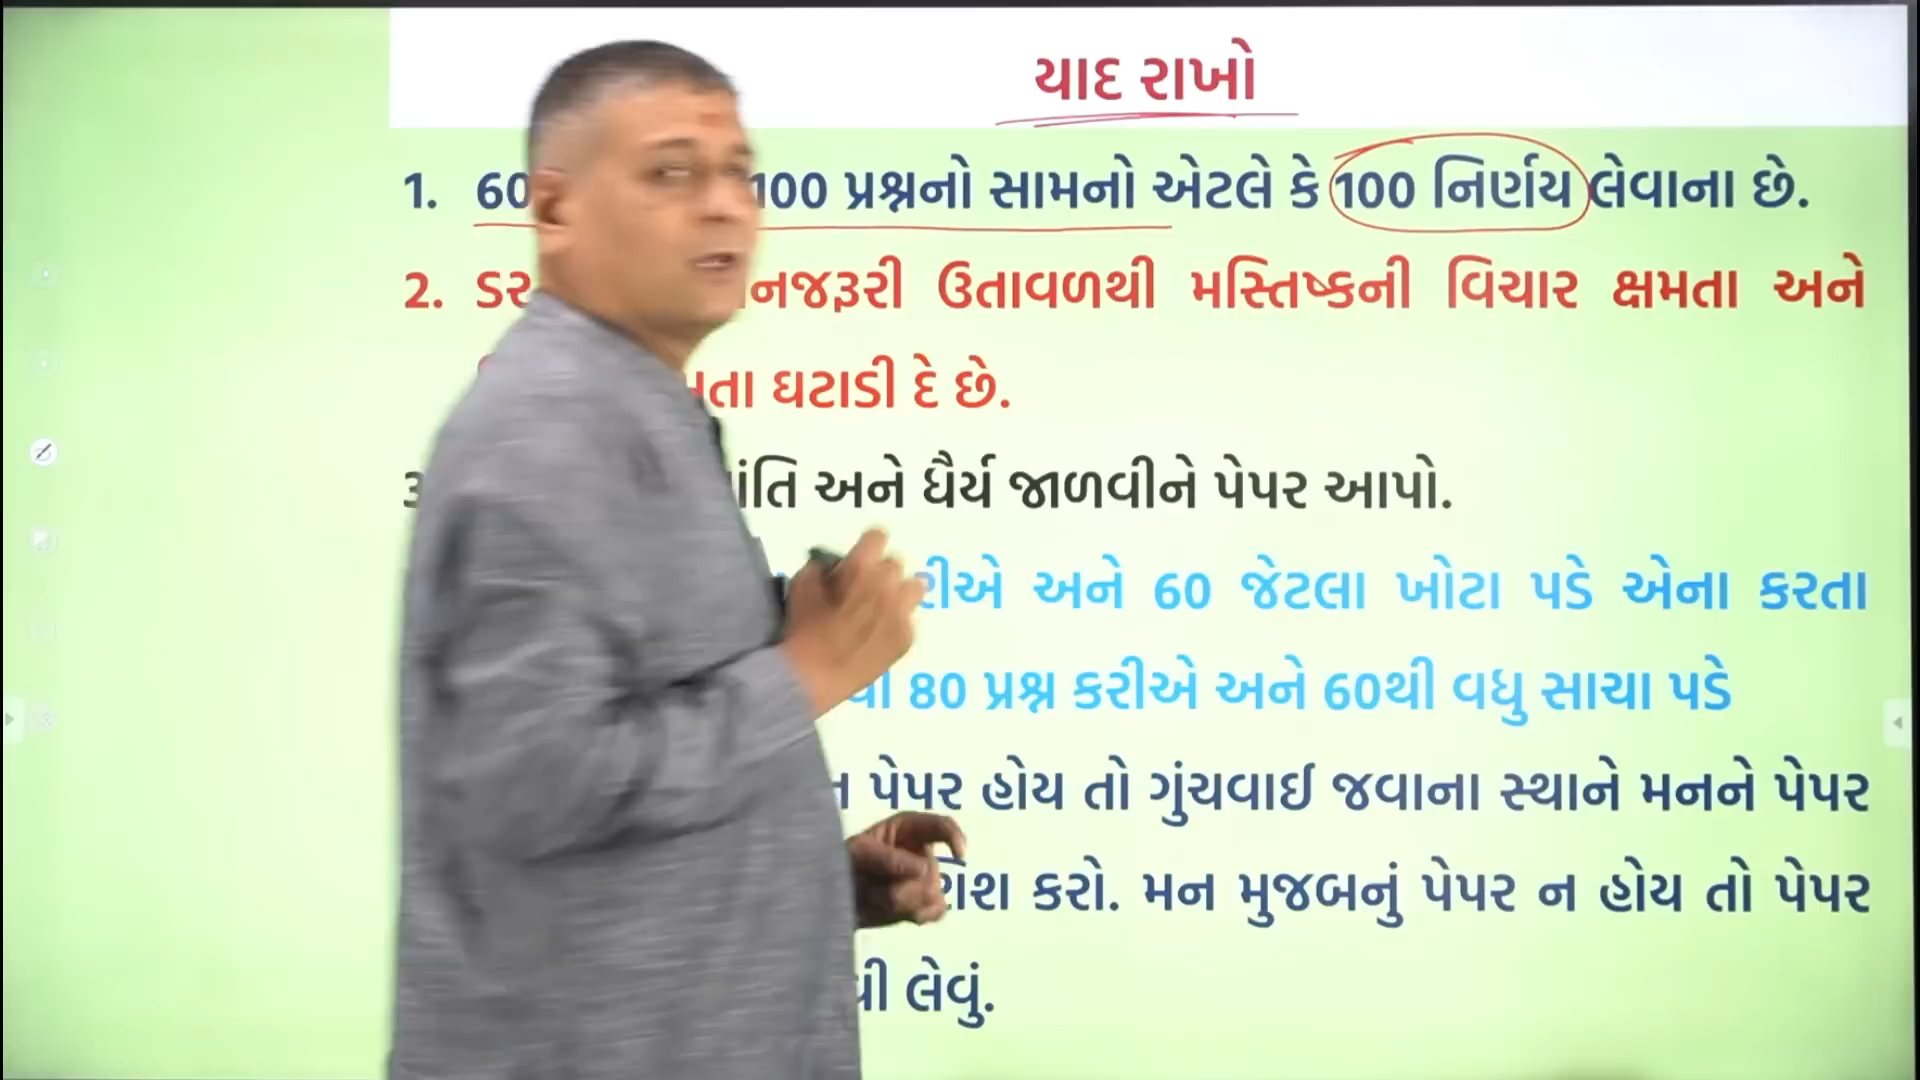 યાદ રાખો
1. 60 100 પ્રશ્નનો સામનો એટલે કે 100 નિર્ણય લેવાના છે.
2. ઉતાવળથી મસ્તિષ્કની વિચાર ક્ષમતા અને
ઘટાડી દે છે.
અને ધૈર્ય જાળવીને પેપર આપો.
અને 60 જેટલા ખોટા પડે એના કરતા
80 પ્રશ્ન કરીએ અને 60થી વધુ સાચા પડે
પેપર હોય તો ગુંચવાઈ જવાના સ્થાને મનને પેપર
કરો. મન મુજબનું પેપર ન હોય તો પેપર
લેવું.